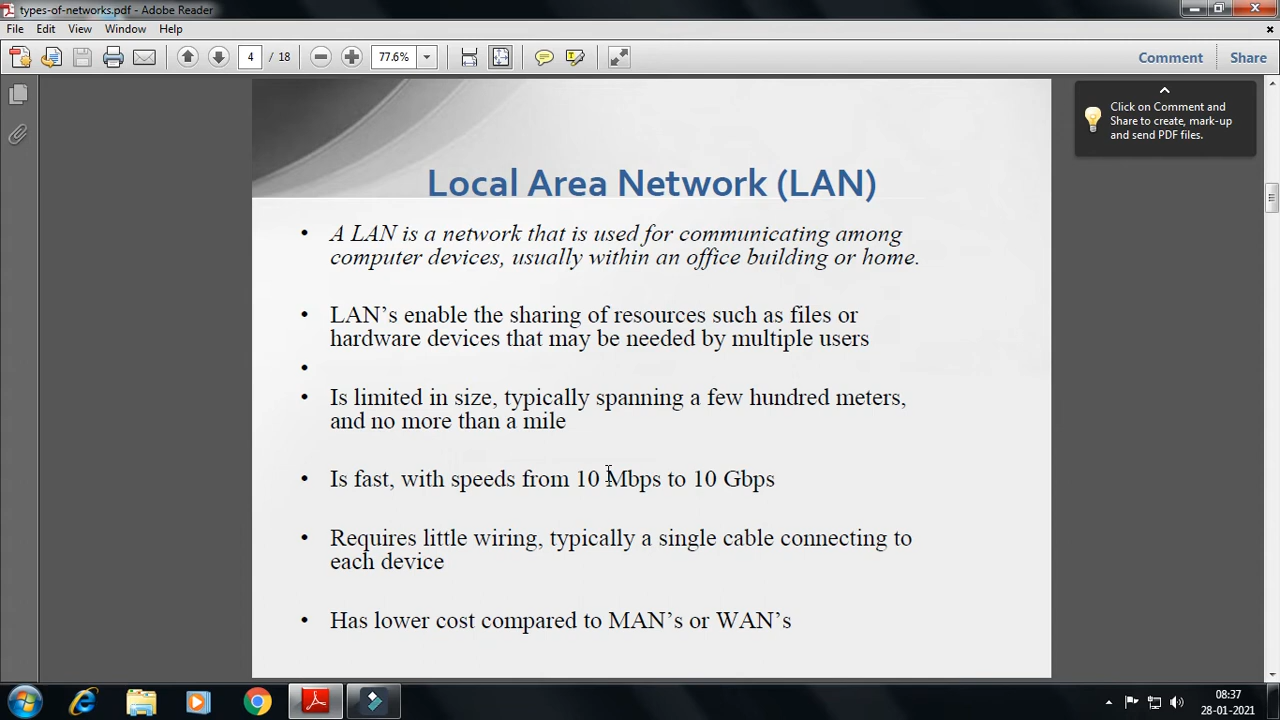 types-of-networks.pdf - Adobe Reader
File Edit View Window Help
4 / 18 77.6% Comment Share
Click on Comment and
Share to create, mark-up
and send PDF files.
Local Area Network (LAN)
• A LAN is a network that is used for communicating among
computer devices, usually within an office building or home.
• LAN’s enable the sharing of resources such as files or
hardware devices that may be needed by multiple users
•
• Is limited in size, typically spanning a few hundred meters,
and no more than a mile
• Is fast, with speeds from 10 Mbps to 10 Gbps
• Requires little wiring, typically a single cable connecting to
each device
• Has lower cost compared to MAN’s or WAN’s
08:37
28-01-2021